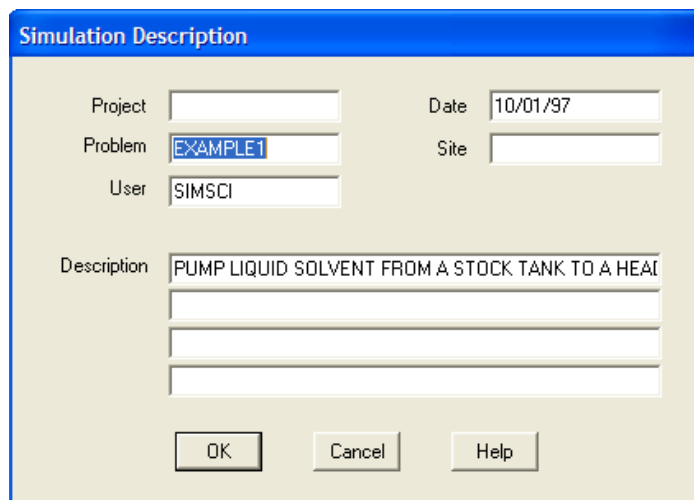 Simulation Description
Project Date 10/01/97
Problem EXAMPLE1 Site
User SIMSCI
Description PUMP LIQUID SOLVENT FROM A STOCK TANK TO A HEAD
OK Cancel Help